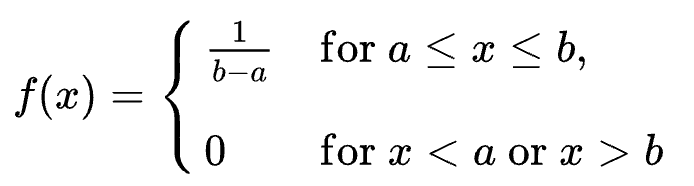 f(x) = { 1/(b−a) for a ≤ x ≤ b,
0 for x < a or x > b